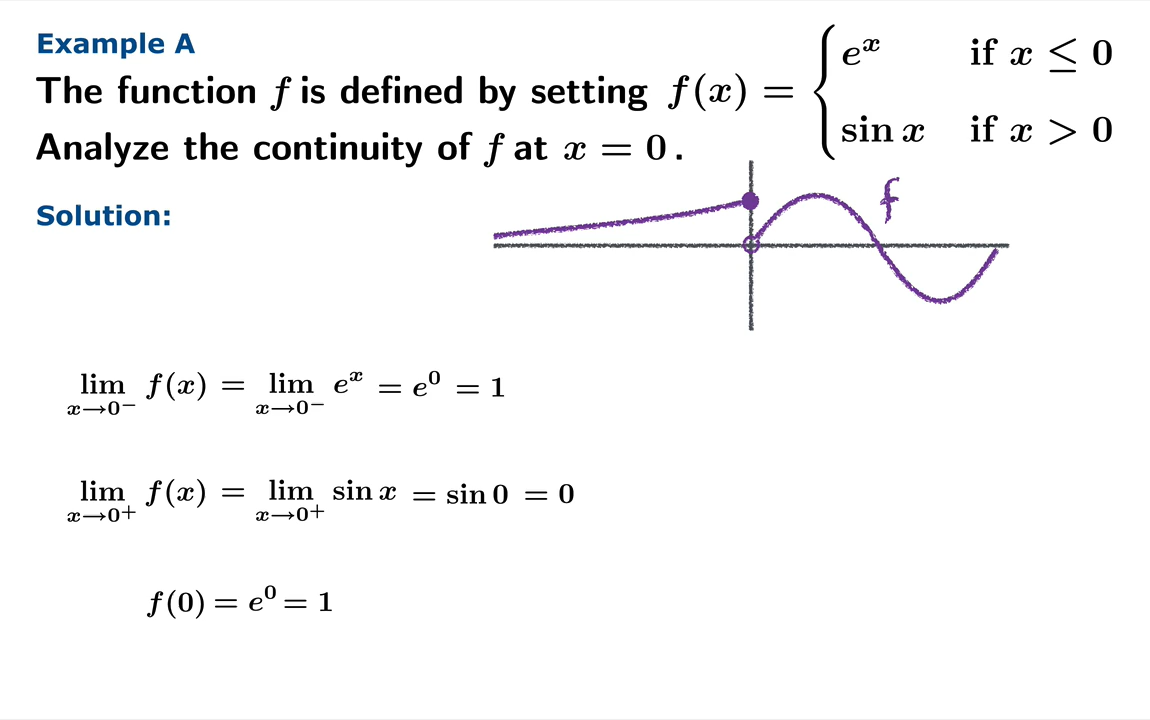 Example A
The function f is defined by setting f(x) = { e^x if x ≤ 0
sin x if x > 0
Analyze the continuity of f at x = 0.
Solution:
f
lim x→0⁻ f(x) = lim x→0⁻ e^x = e^0 = 1
lim x→0⁺ f(x) = lim x→0⁺ sin x = sin 0 = 0
f(0) = e^0 = 1